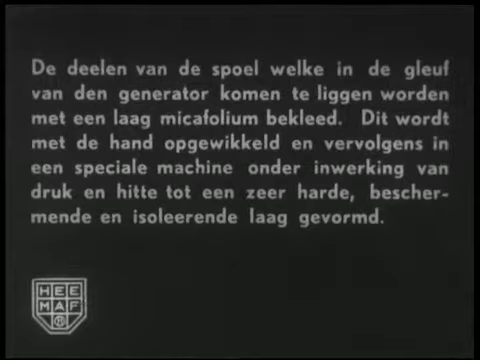 De deelen van de spoel welke in de gleuf
van den generator komen te liggen worden
met een laag micafolium bekleed. Dit wordt
met de hand opgewikkeld en vervolgens in
een speciale machine onder inwerking van
druk en hitte tot een zeer harde, bescher-
mende en isoleerende laag gevormd.
HEE
MAF